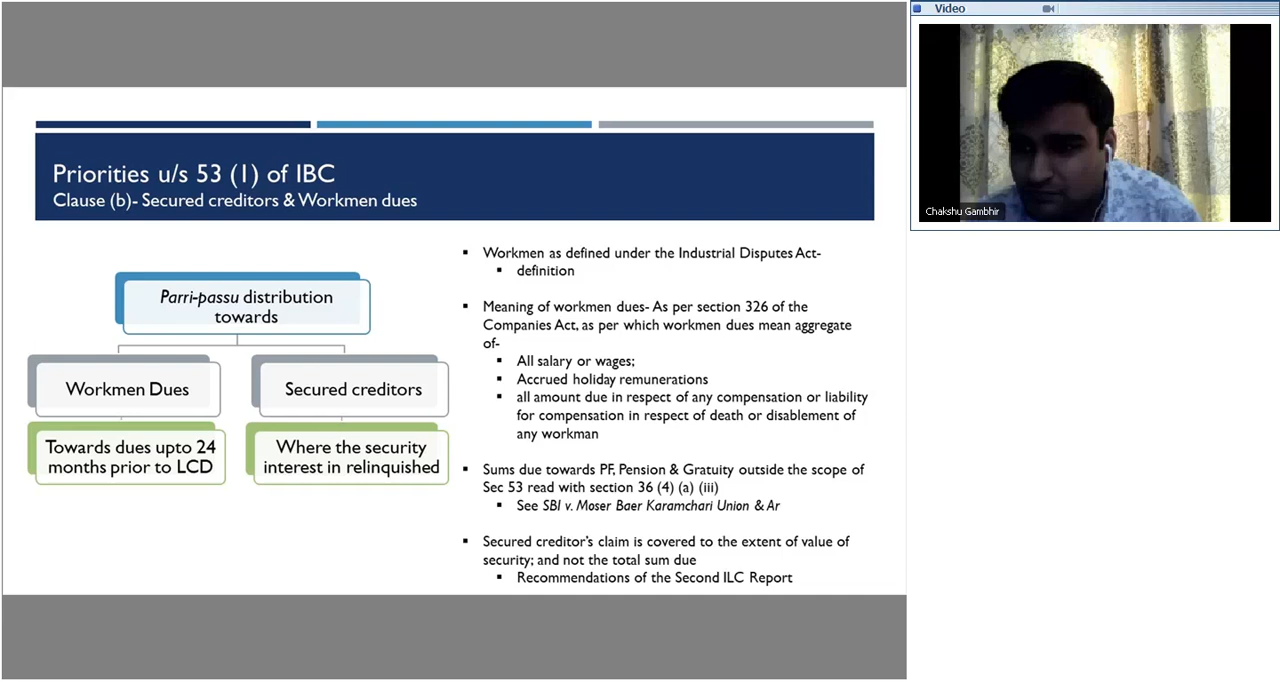 Priorities u/s 53 (1) of IBC
Clause (b)- Secured creditors & Workmen dues
Parri-passu distribution
towards
Workmen Dues
Secured creditors
Towards dues upto 24
months prior to LCD
Where the security
interest in relinquished
▪ Workmen as defined under the Industrial Disputes Act-
▪ definition
▪ Meaning of workmen dues- As per section 326 of the
Companies Act, as per which workmen dues mean aggregate
of-
▪ All salary or wages;
▪ Accrued holiday remunerations
▪ all amount due in respect of any compensation or liability
for compensation in respect of death or disablement of
any workman
▪ Sums due towards PF, Pension & Gratuity outside the scope of
Sec 53 read with section 36 (4) (a) (iii)
▪ See SBI v. Moser Baer Karamchari Union & Ar
▪ Secured creditor's claim is covered to the extent of value of
security; and not the total sum due
▪ Recommendations of the Second ILC Report
Video
Chakshu Gambhir